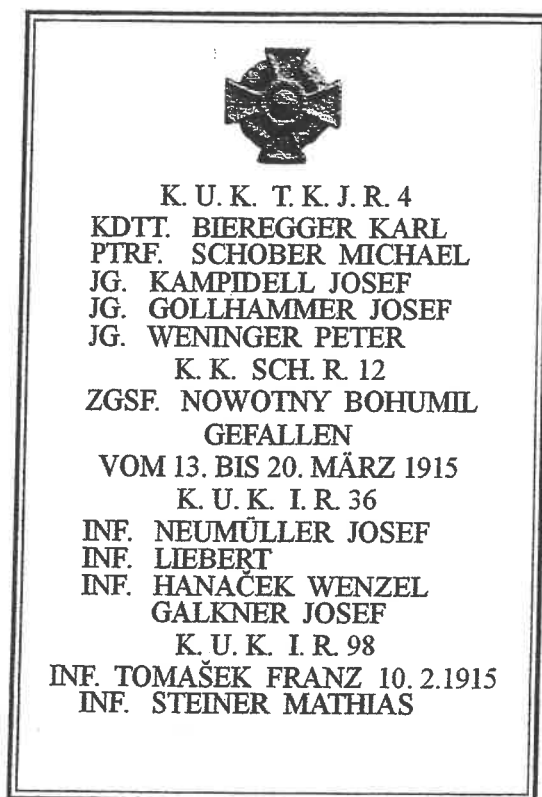 K. U. K. T. K. J. R. 4
KDTT. BIEREGGER KARL
PTRF. SCHOBER MICHAEL
JG. KAMPIDELL JOSEF
JG. GOLLHAMMER JOSEF
JG. WENINGER PETER
K. K. SCH. R. 12
ZGSF. NOWOTNY BOHUMIL
GEFALLEN
VOM 13. BIS 20. MÄRZ 1915
K. U. K. I. R. 36
INF. NEUMÜLLER JOSEF
INF. LIEBERT
INF. HANAČEK WENZEL
GALKNER JOSEF
K. U. K. I. R. 98
INF. TOMAŠEK FRANZ 10. 2.1915
INF. STEINER MATHIAS